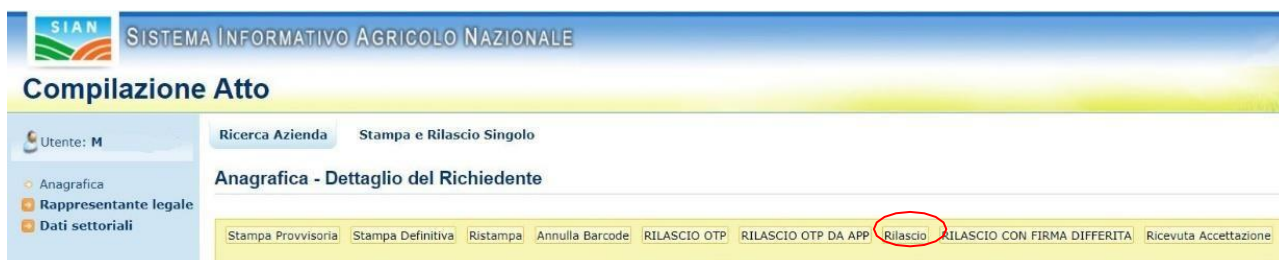 SIAN
SISTEMA INFORMATIVO AGRICOLO NAZIONALE
Compilazione Atto
Utente: M
Ricerca Azienda Stampa e Rilascio Singolo
Anagrafica - Dettaglio del Richiedente
Anagrafica
Rappresentante legale
Dati settoriali
Stampa Provvisoria Stampa Definitiva Ristampa Annulla Barcode RILASCIO OTP RILASCIO OTP DA APP Rilascio RILASCIO CON FIRMA DIFFERITA Ricevuta Accettazione